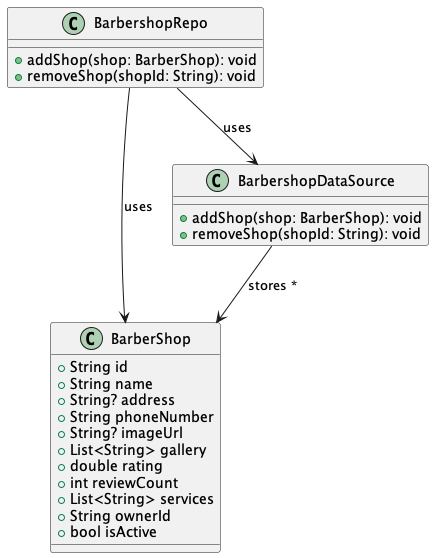 C BarbershopRepo
addShop(shop: BarberShop): void
removeShop(shopId: String): void
uses
C BarbershopDataSource
addShop(shop: BarberShop): void
removeShop(shopId: String): void
uses
stores *
C BarberShop
String id
String name
String? address
String phoneNumber
String? imageUrl
List<String> gallery
double rating
int reviewCount
List<String> services
String ownerId
bool isActive